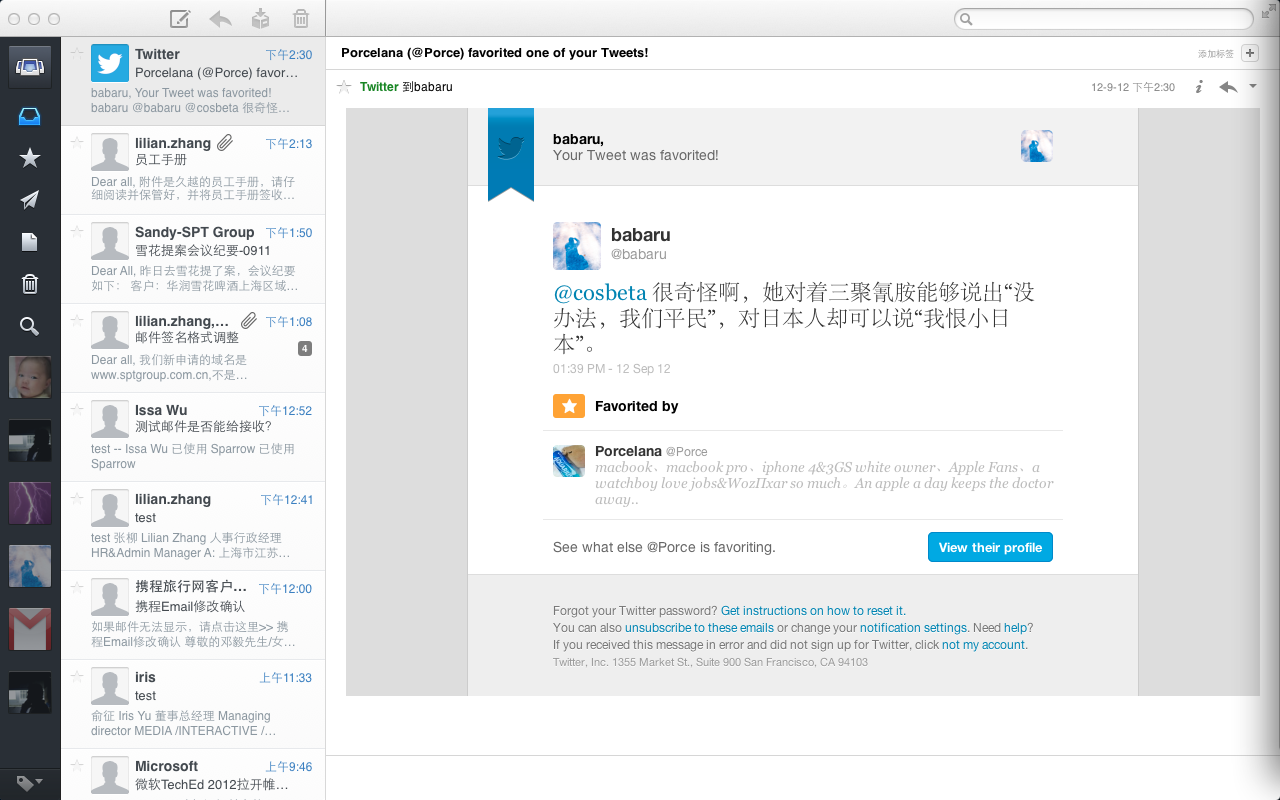 Twitter
下午2:30
Porcelana (@Porce) favor…
babaru, Your Tweet was favorited!
babaru @babaru @cosbeta 很奇怪…
lilian.zhang
下午2:13
员工手册
Dear all, 附件是久越的员工手册，请仔
细阅读并保管好，并将员工手册签收…
Sandy-SPT Group
下午1:50
雪花提案会议纪要-0911
Dear All, 昨日去雪花提了案，会议纪要
如下： 客户：华润雪花啤酒上海区域…
lilian.zhang,…
下午1:08
邮件签名格式调整
4
Dear all, 我们新申请的域名是
www.sptgroup.com.cn,不是…
Issa Wu
下午12:52
测试邮件是否能给接收?
test -- Issa Wu 已使用 Sparrow 已使用
Sparrow
lilian.zhang
下午12:41
test
test 张柳 Lilian Zhang 人事行政经理
HR&Admin Manager A: 上海市江苏…
携程旅行网客户…
下午12:00
携程Email修改确认
如果邮件无法显示，请点击这里>> 携
程Email修改确认 尊敬的邓毅先生/女…
iris
上午11:33
test
俞征 Iris Yu 董事总经理 Managing
director MEDIA /INTERACTIVE /…
Microsoft
上午9:46
微软TechEd 2012拉开帷…
Porcelana (@Porce) favorited one of your Tweets!
添加标签
Twitter 到babaru
12-9-12 下午2:30
babaru,
Your Tweet was favorited!
babaru
@babaru
@cosbeta 很奇怪啊，她对着三聚氰胺能够说出“没
办法，我们平民”，对日本人却可以说“我恨小日
本”。
01:39 PM - 12 Sep 12
Favorited by
Porcelana @Porce
macbook、macbook pro、iphone 4&3GS white owner、Apple Fans、a
watchboy love jobs&WozΠxar so much。An apple a day keeps the doctor
away..
See what else @Porce is favoriting.
View their profile
Forgot your Twitter password? Get instructions on how to reset it.
You can also unsubscribe to these emails or change your notification settings. Need help?
If you received this message in error and did not sign up for Twitter, click not my account.
Twitter, Inc. 1355 Market St., Suite 900 San Francisco, CA 94103